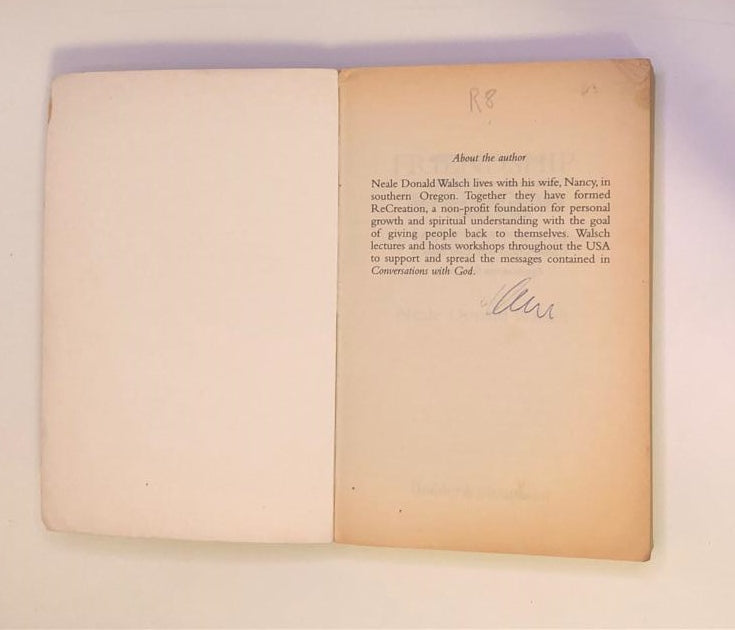 R8
About the author
Neale Donald Walsch lives with his wife, Nancy, in
southern Oregon. Together they have formed
ReCreation, a non-profit foundation for personal
growth and spiritual understanding with the goal
of giving people back to themselves. Walsch
lectures and hosts workshops throughout the USA
to support and spread the messages contained in
Conversations with God.